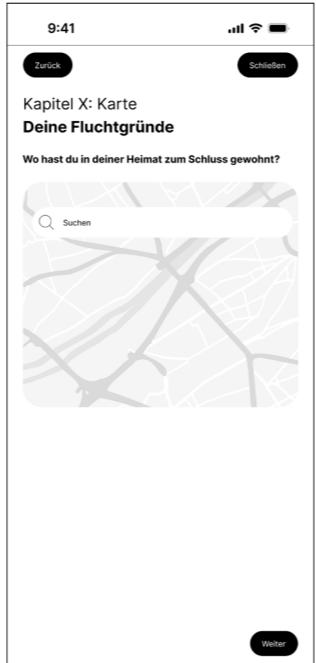 9:41
Zurück
Schließen
Kapitel X: Karte
Deine Fluchtgründe
Wo hast du in deiner Heimat zum Schluss gewohnt?
Suchen
Weiter